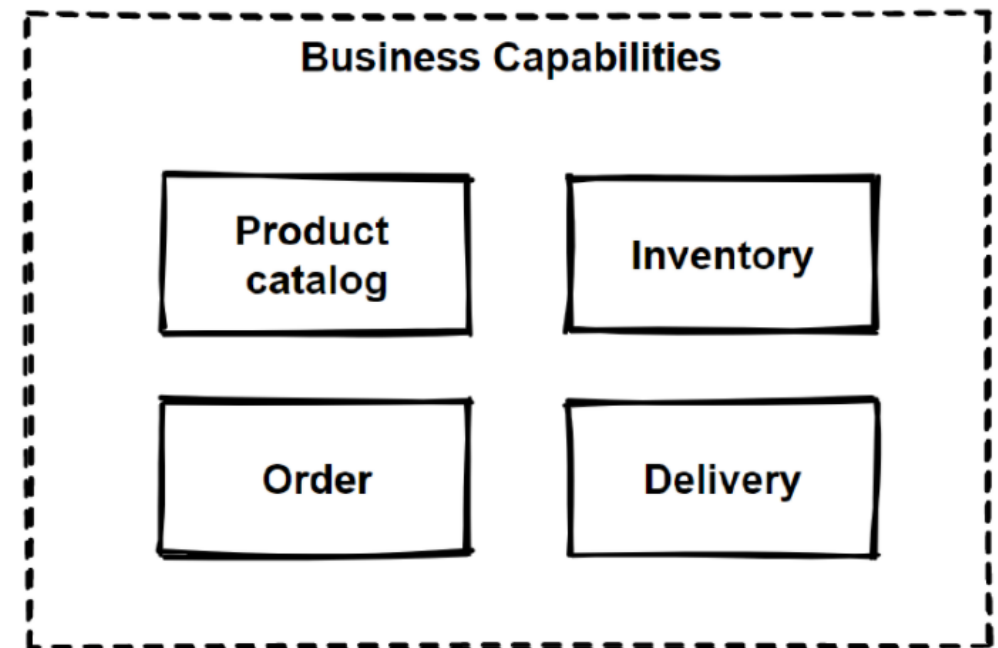 Business Capabilities
Product
catalog
Inventory
Order
Delivery